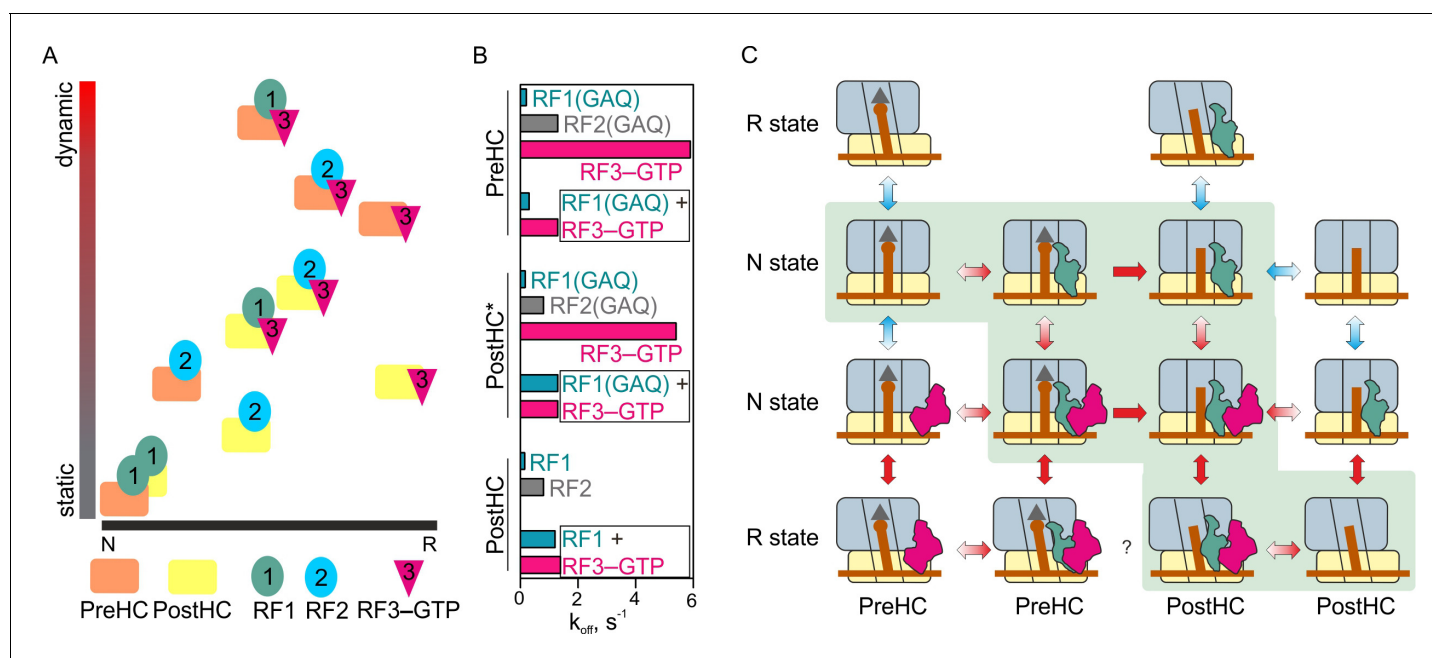 A
dynamic
static
1
3
2
3
3
2
3
1
3
2
3
2
1
1
N
R
1
2
3
PreHC
PostHC
RF1
RF2
RF3–GTP
B
PreHC
RF1(GAQ)
RF2(GAQ)
RF3–GTP
RF1(GAQ) +
RF3–GTP
PostHC*
RF1(GAQ)
RF2(GAQ)
RF3–GTP
RF1(GAQ) +
RF3–GTP
PostHC
RF1
RF2
RF1 +
RF3–GTP
0 2 4 6
koff, s-1
C
R state
N state
N state
R state
?
PreHC PreHC PostHC PostHC